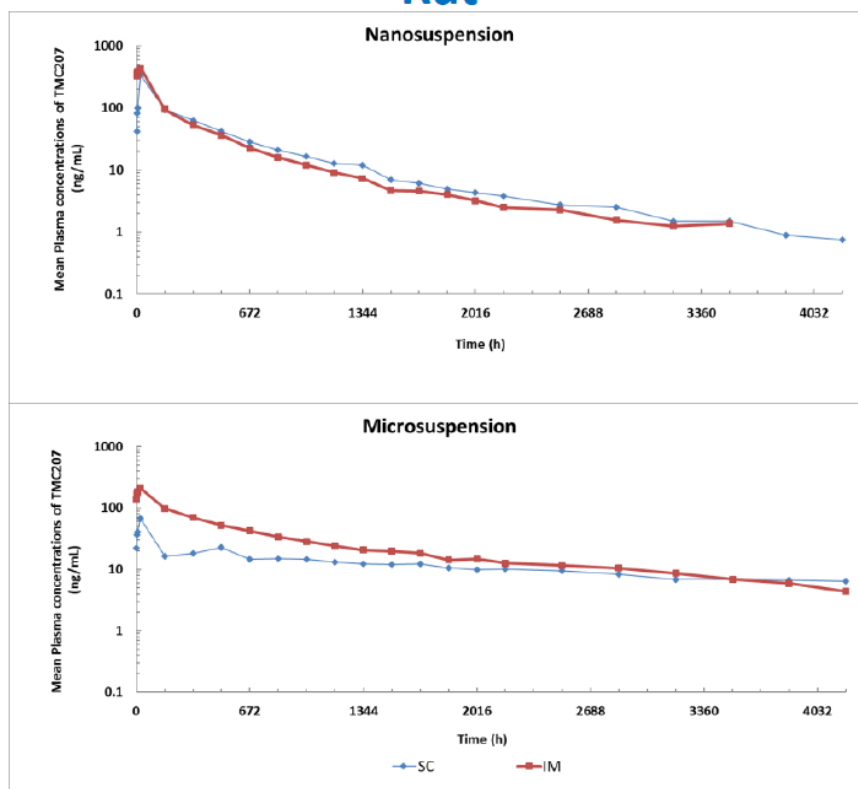 Nanosuspension
Mean Plasma concentrations of TMC207
(ng/mL)
1000
100
10
1
0.1
0 672 1344 2016 2688 3360 4032
Time (h)
Microsuspension
Mean Plasma concentrations of TMC207
(ng/mL)
1000
100
10
1
0.1
0 672 1344 2016 2688 3360 4032
Time (h)
SC IM